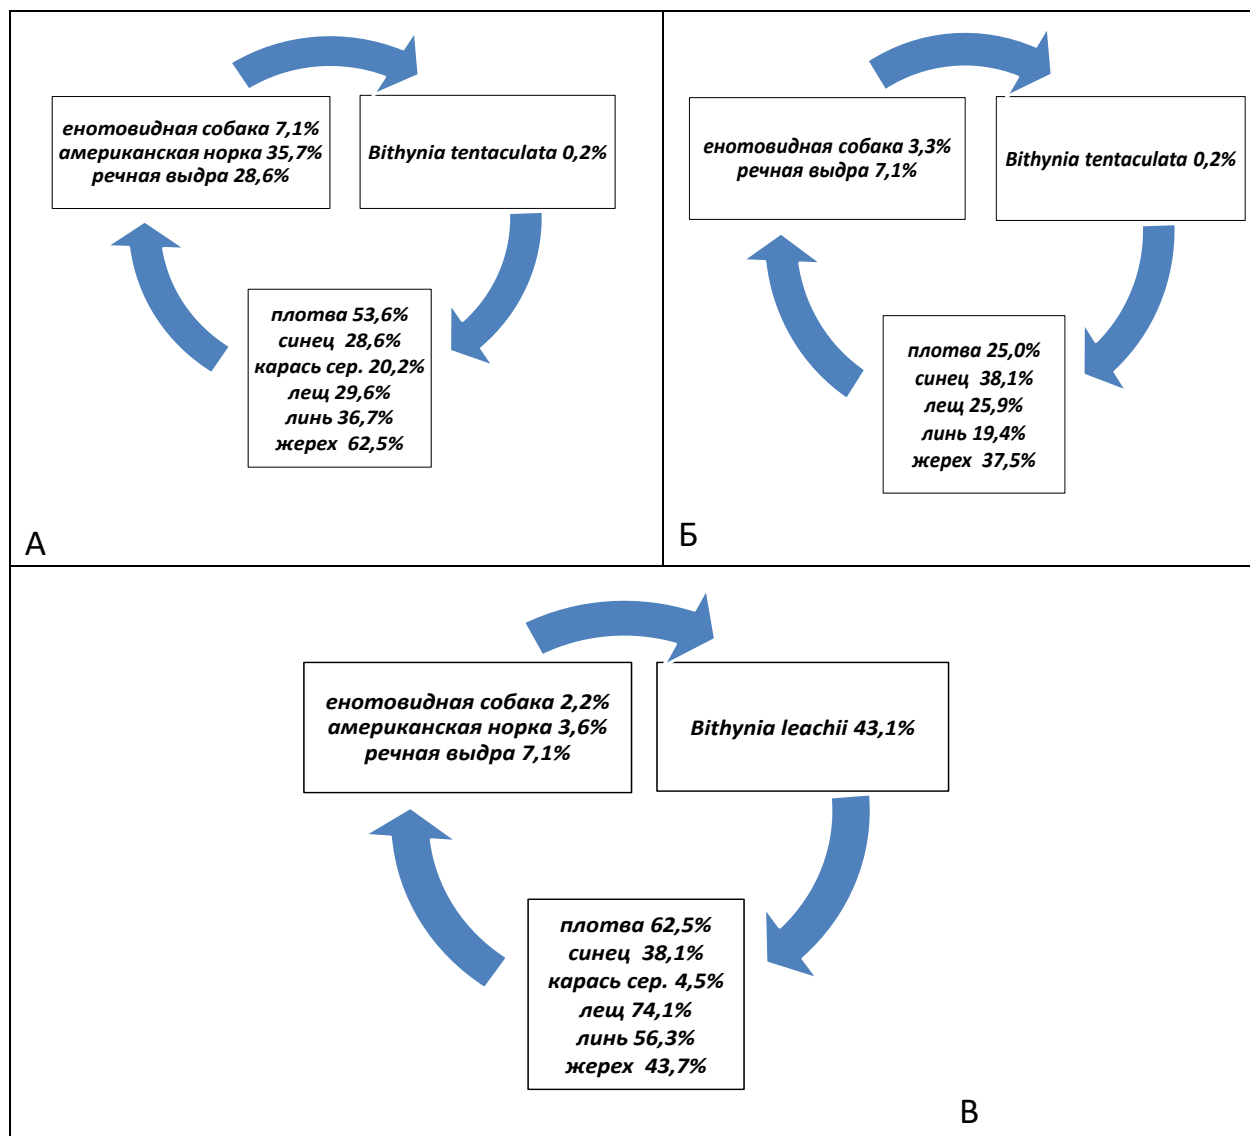 енотовидная собака 7,1%
американская норка 35,7%
речная выдра 28,6%
Bithynia tentaculata 0,2%
плотва 53,6%
синец 28,6%
карась сер. 20,2%
лещ 29,6%
линь 36,7%
жерех 62,5%
А
енотовидная собака 3,3%
речная выдра 7,1%
Bithynia tentaculata 0,2%
плотва 25,0%
синец 38,1%
лещ 25,9%
линь 19,4%
жерех 37,5%
Б
енотовидная собака 2,2%
американская норка 3,6%
речная выдра 7,1%
Bithynia leachii 43,1%
плотва 62,5%
синец 38,1%
карась сер. 4,5%
лещ 74,1%
линь 56,3%
жерех 43,7%
В